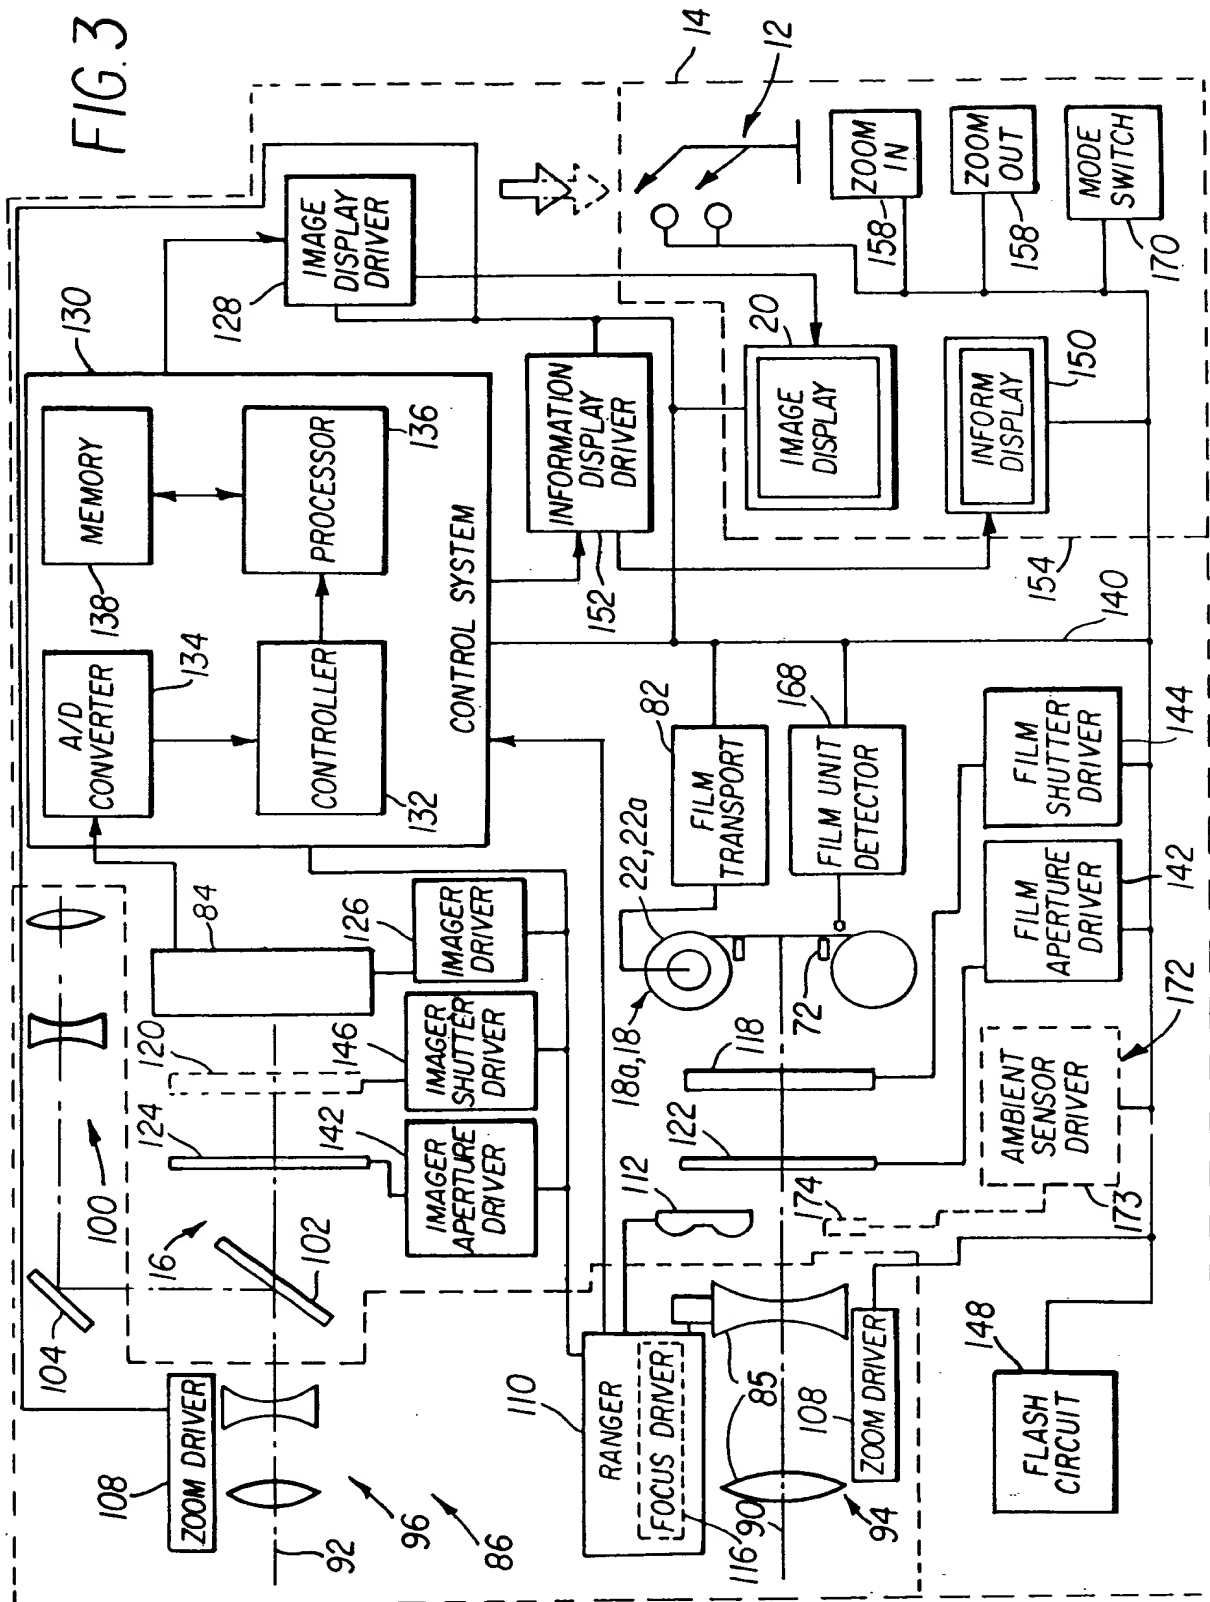 FIG. 3
14
12
130
128
IMAGE
DISPLAY
DRIVER
ZOOM
IN
158
ZOOM
OUT
158
MODE
SWITCH
170
MEMORY
138
PROCESSOR
136
A/D
CONVERTER
134
CONTROLLER
132
CONTROL SYSTEM
INFORMATION
DISPLAY
DRIVER
152
20
IMAGE
DISPLAY
INFORM
DISPLAY
150
154
140
84
126
IMAGER
DRIVER
120
146
IMAGER
SHUTTER
DRIVER
124
142
IMAGER
APERTURE
DRIVER
100
16
102
104
82
FILM
TRANSPORT
168
FILM UNIT
DETECTOR
22,22a
18a,18
72
118
122
112
174
FILM
SHUTTER
DRIVER
144
FILM
APERTURE
DRIVER
142
172
AMBIENT
SENSOR
DRIVER
173
108
ZOOM DRIVER
92
96
86
110
RANGER
FOCUS DRIVER
116
90
85
108
ZOOM DRIVER
94
148
FLASH
CIRCUIT